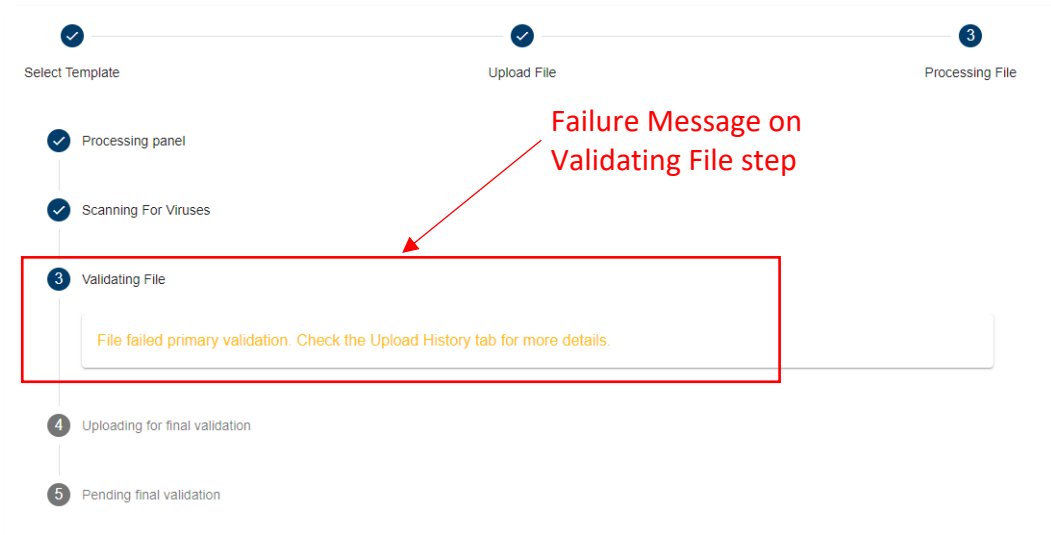 3
Select Template
Upload File
Processing File
Failure Message on
Validating File step
Processing panel
Scanning For Viruses
3 Validating File
File failed primary validation. Check the Upload History tab for more details.
4 Uploading for final validation
5 Pending final validation